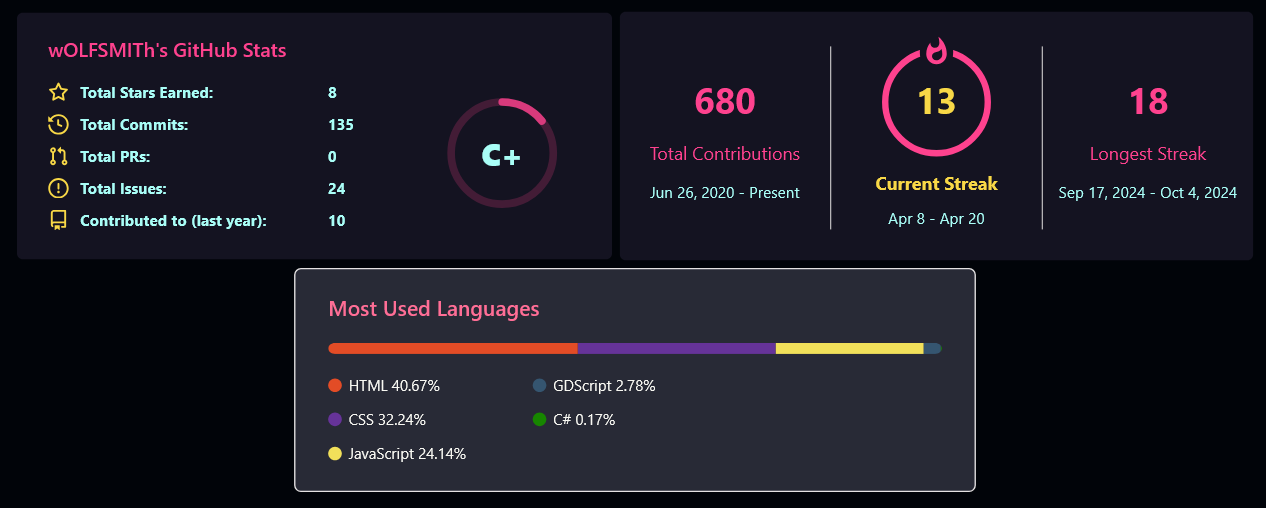 wOLFSMITh's GitHub Stats
Total Stars Earned: 8
Total Commits: 135
Total PRs: 0
Total Issues: 24
Contributed to (last year): 10
C+
680
Total Contributions
Jun 26, 2020 - Present
13
Current Streak
Apr 8 - Apr 20
18
Longest Streak
Sep 17, 2024 - Oct 4, 2024
Most Used Languages
HTML 40.67%
CSS 32.24%
JavaScript 24.14%
GDScript 2.78%
C# 0.17%